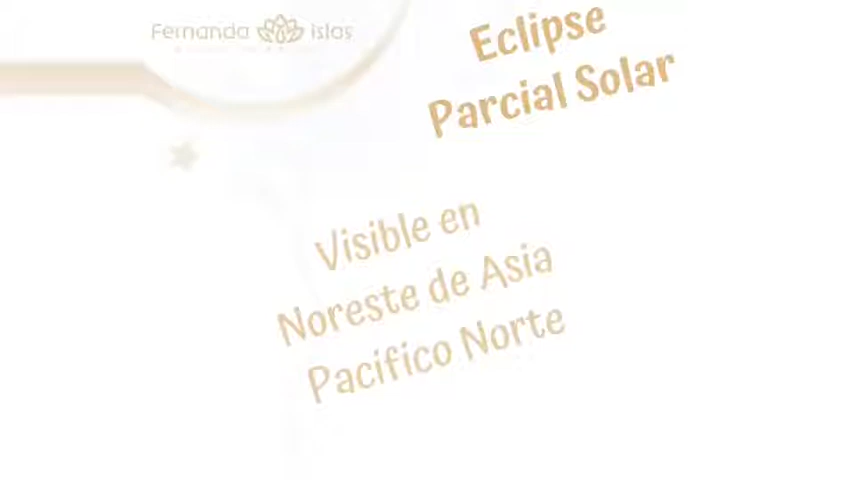 Fernanda Islas
Eclipse
Parcial Solar
Visible en
Noreste de Asia
Pacifico Norte